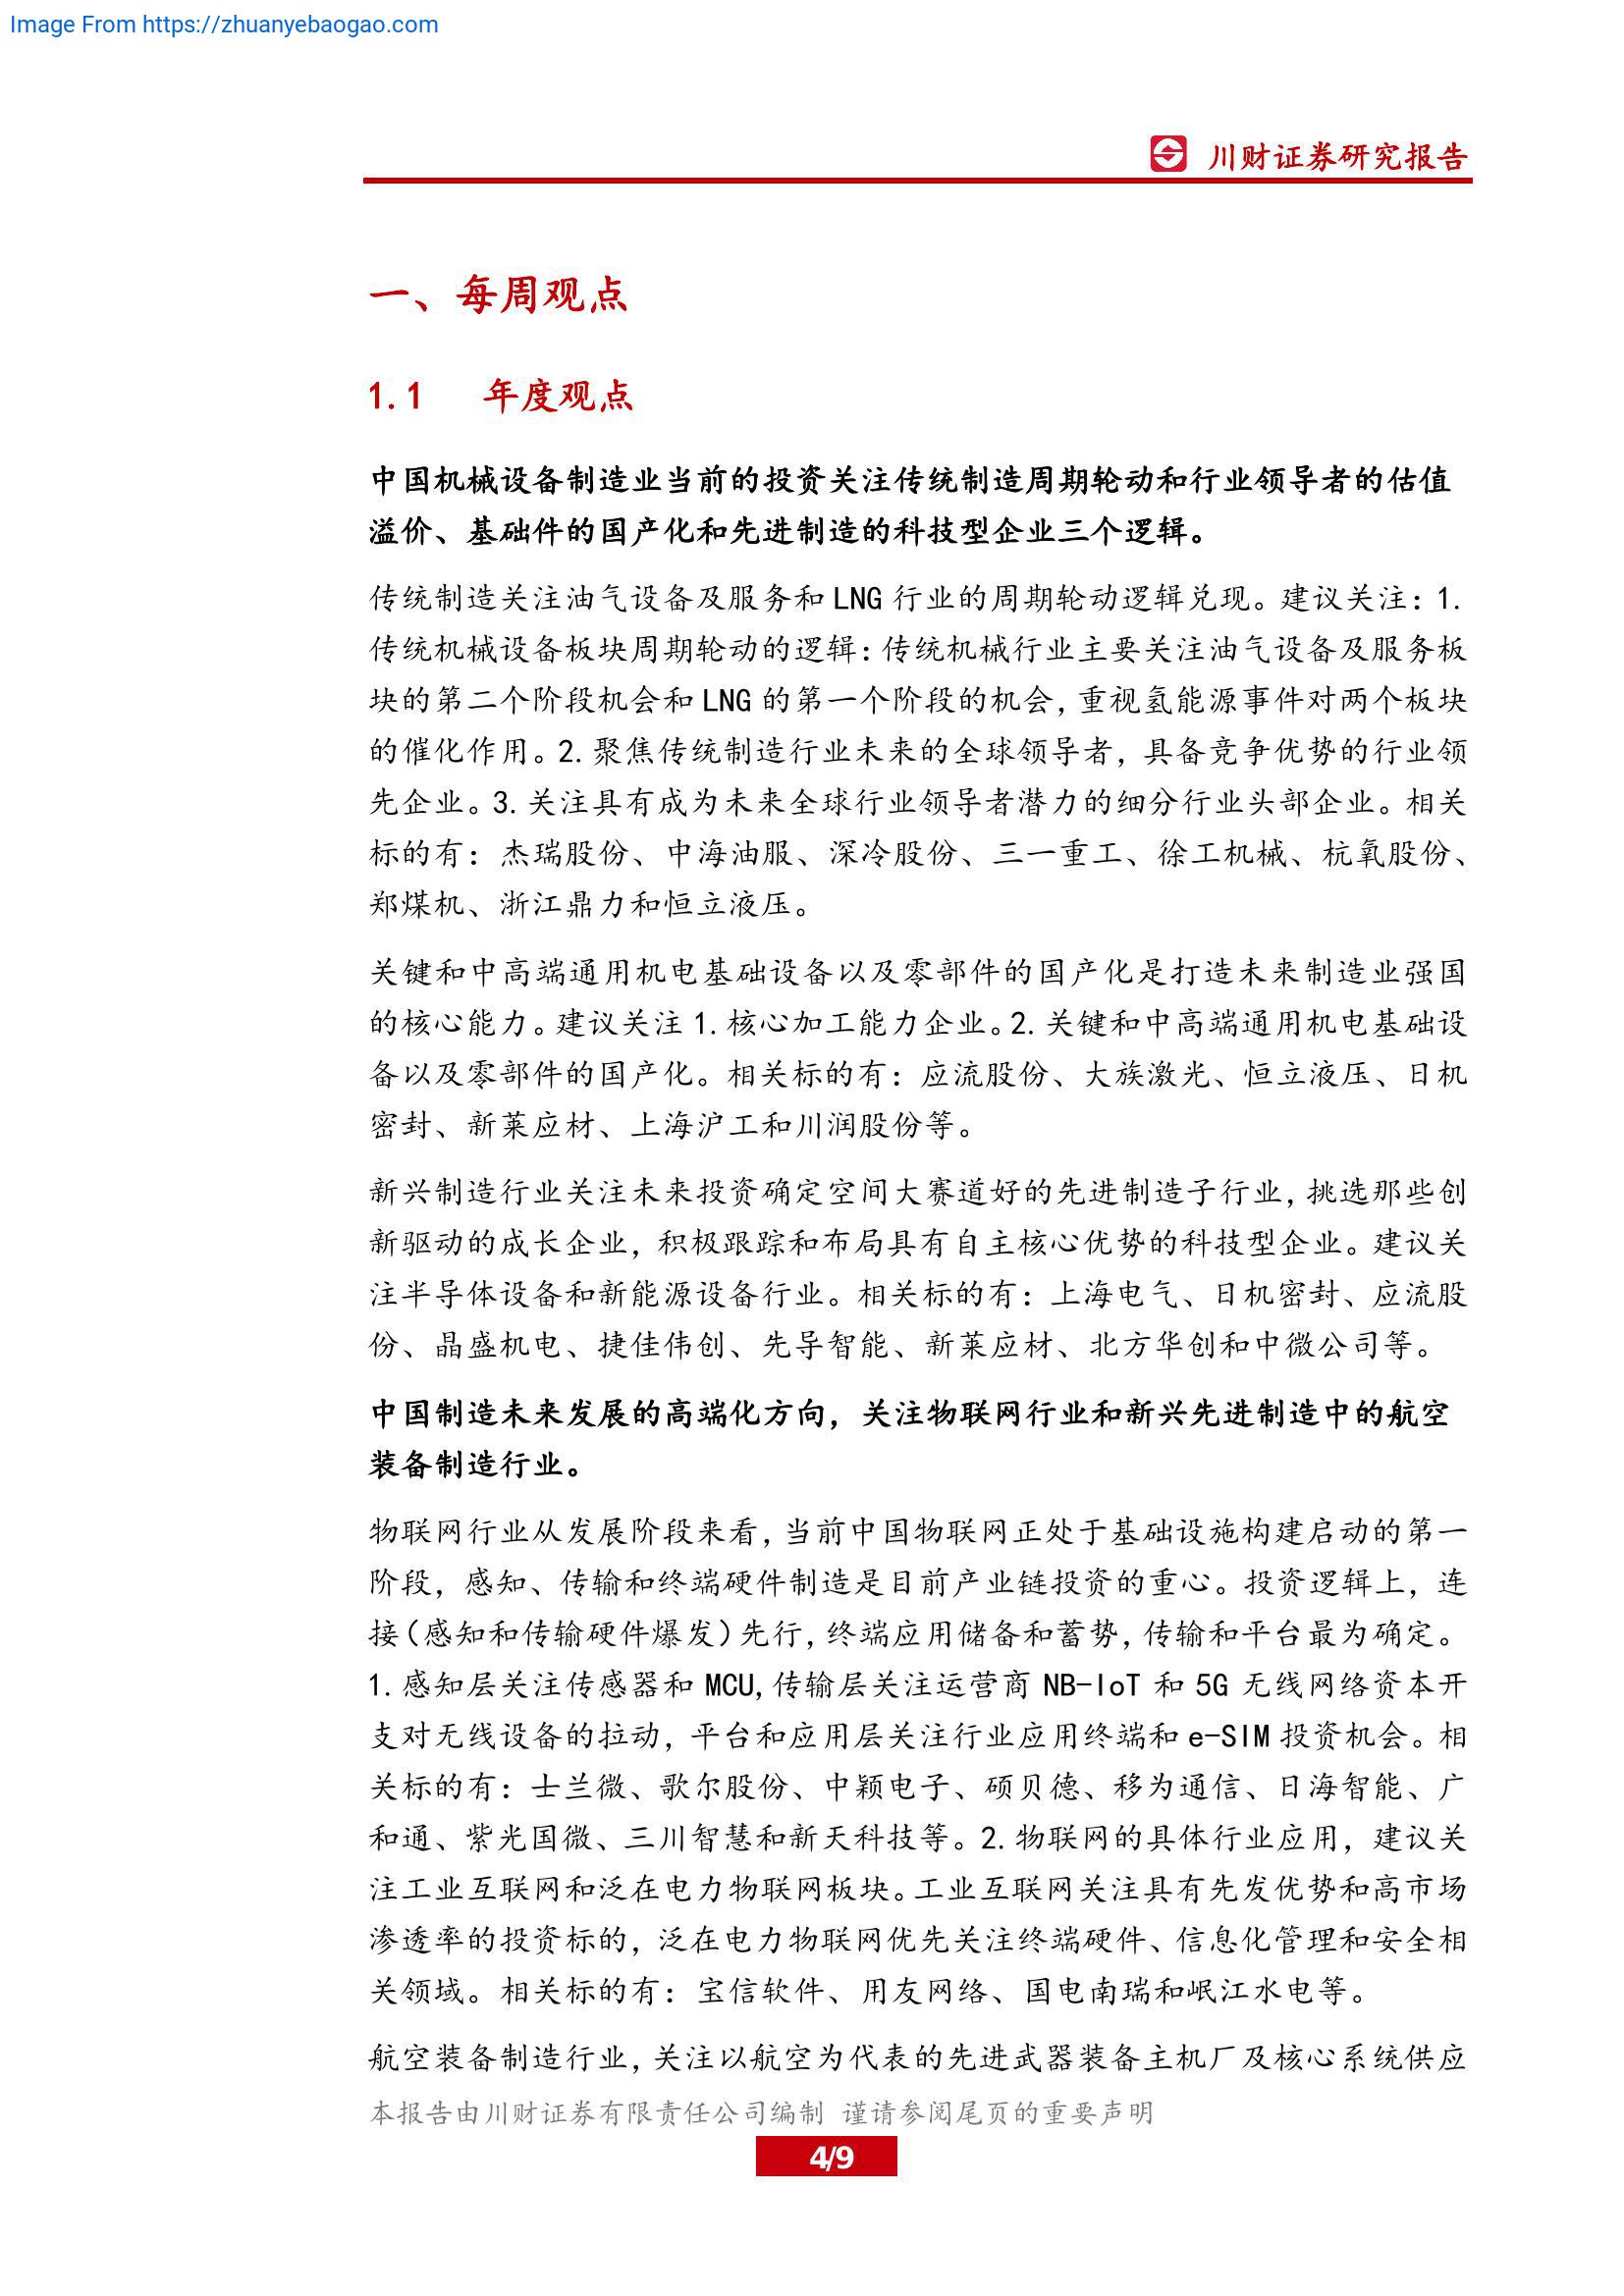 Image From https://zhuanyebaogao.com
川财证券研究报告
一、每周观点
1.1 年度观点
中国机械设备制造业当前的投资关注传统制造周期轮动和行业领导者的估值
溢价、基础件的国产化和先进制造的科技型企业三个逻辑。
传统制造关注油气设备及服务和 LNG 行业的周期轮动逻辑兑现。建议关注：1.
传统机械设备板块周期轮动的逻辑：传统机械行业主要关注油气设备及服务板
块的第二个阶段机会和 LNG 的第一个阶段的机会，重视氢能源事件对两个板块
的催化作用。2.聚焦传统制造行业未来的全球领导者，具备竞争优势的行业领
先企业。3.关注具有成为未来全球行业领导者潜力的细分行业头部企业。相关
标的有：杰瑞股份、中海油服、深冷股份、三一重工、徐工机械、杭氧股份、
郑煤机、浙江鼎力和恒立液压。
关键和中高端通用机电基础设备以及零部件的国产化是打造未来制造业强国
的核心能力。建议关注 1.核心加工能力企业。2.关键和中高端通用机电基础设
备以及零部件的国产化。相关标的有：应流股份、大族激光、恒立液压、日机
密封、新莱应材、上海沪工和川润股份等。
新兴制造行业关注未来投资确定空间大赛道好的先进制造子行业，挑选那些创
新驱动的成长企业，积极跟踪和布局具有自主核心优势的科技型企业。建议关
注半导体设备和新能源设备行业。相关标的有：上海电气、日机密封、应流股
份、晶盛机电、捷佳伟创、先导智能、新莱应材、北方华创和中微公司等。
中国制造未来发展的高端化方向，关注物联网行业和新兴先进制造中的航空
装备制造行业。
物联网行业从发展阶段来看，当前中国物联网正处于基础设施构建启动的第一
阶段，感知、传输和终端硬件制造是目前产业链投资的重心。投资逻辑上，连
接（感知和传输硬件爆发）先行，终端应用储备和蓄势，传输和平台最为确定。
1.感知层关注传感器和 MCU,传输层关注运营商 NB-IoT 和 5G 无线网络资本开
支对无线设备的拉动，平台和应用层关注行业应用终端和 e-SIM 投资机会。相
关标的有：士兰微、歌尔股份、中颖电子、硕贝德、移为通信、日海智能、广
和通、紫光国微、三川智慧和新天科技等。2.物联网的具体行业应用，建议关
注工业互联网和泛在电力物联网板块。工业互联网关注具有先发优势和高市场
渗透率的投资标的，泛在电力物联网优先关注终端硬件、信息化管理和安全相
关领域。相关标的有：宝信软件、用友网络、国电南瑞和岷江水电等。
航空装备制造行业，关注以航空为代表的先进武器装备主机厂及核心系统供应
本报告由川财证券有限责任公司编制 谨请参阅尾页的重要声明
4/9